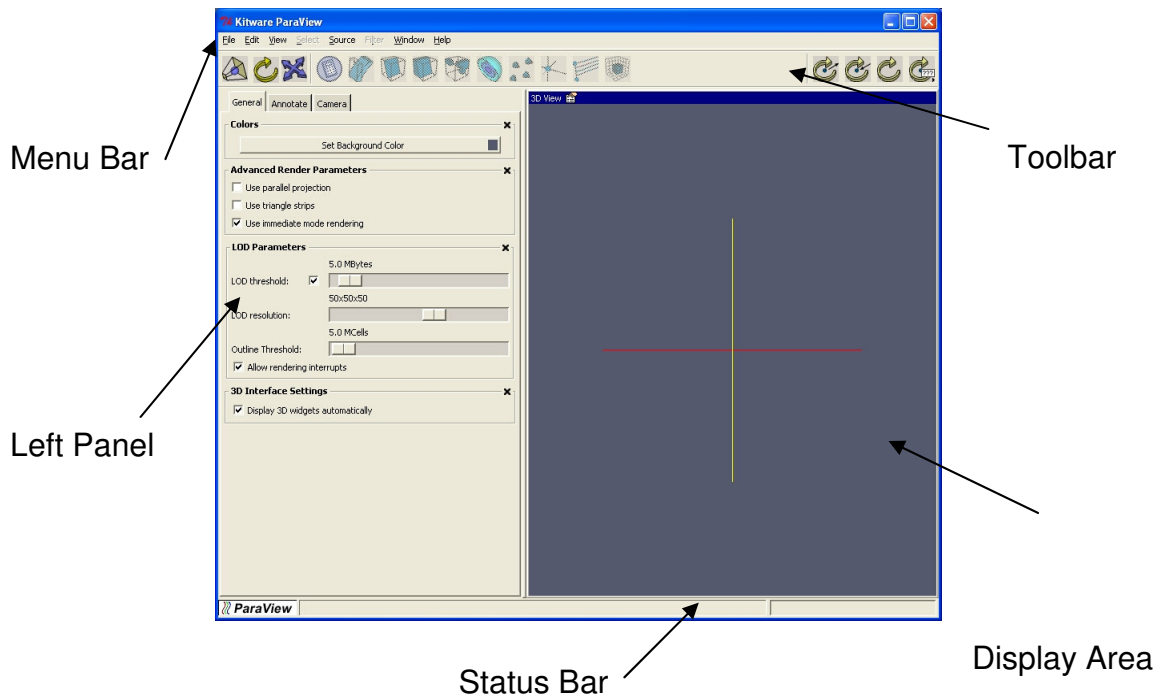 Kitware ParaView
File Edit View Select Source Filter Window Help
General Annotate Camera
3D View
Colors
Set Background Color
Menu Bar
Toolbar
Advanced Render Parameters
Use parallel projection
Use triangle strips
Use immediate mode rendering
LOD Parameters
5.0 MBytes
LOD threshold:
50x50x50
LOD resolution:
5.0 MCells
Outline Threshold:
Allow rendering interrupts
3D Interface Settings
Display 3D widgets automatically
Left Panel
ParaView
Display Area
Status Bar